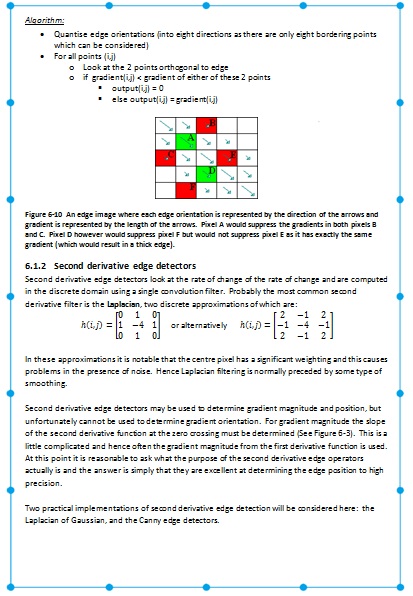 Algorithm:
• Quantise edge orientations (into eight directions as there are only eight bordering points
which can be considered)
• For all points (i,j)
o Look at the 2 points orthogonal to edge
o if gradient(i,j) < gradient of either of these 2 points
▪ output(i,j) = 0
▪ else output(i,j) = gradient(i,j)
B
A
C E
D
F
Figure 6-10 An edge image where each edge orientation is represented by the direction of the arrows and
gradient is represented by the length of the arrows. Pixel A would suppress the gradients in both pixels B
and C. Pixel D however would suppress pixel F but would not suppress pixel E as it has exactly the same
gradient (which would result in a thick edge).
6.1.2 Second derivative edge detectors
Second derivative edge detectors look at the rate of change of the rate of change and are computed
in the discrete domain using a single convolution filter. Probably the most common second
derivative filter is the Laplacian, two discrete approximations of which are:
h(i,j) = [0 1 0
1 −4 1
0 1 0] or alternatively h(i,j) = [2 −1 2
−1 −4 −1
2 −1 2]
In these approximations it is notable that the centre pixel has a significant weighting and this causes
problems in the presence of noise. Hence Laplacian filtering is normally preceded by some type of
smoothing.
Second derivative edge detectors may be used to determine gradient magnitude and position, but
unfortunately cannot be used to determine gradient orientation. For gradient magnitude the slope
of the second derivative function at the zero crossing must be determined (See Figure 6-3). This is a
little complicated and hence often the gradient magnitude from the first derivative function is used.
At this point it is reasonable to ask what the purpose of the second derivative edge operators
actually is and the answer is simply that they are excellent at determining the edge position to high
precision.
Two practical implementations of second derivative edge detection will be considered here: the
Laplacian of Gaussian, and the Canny edge detectors.